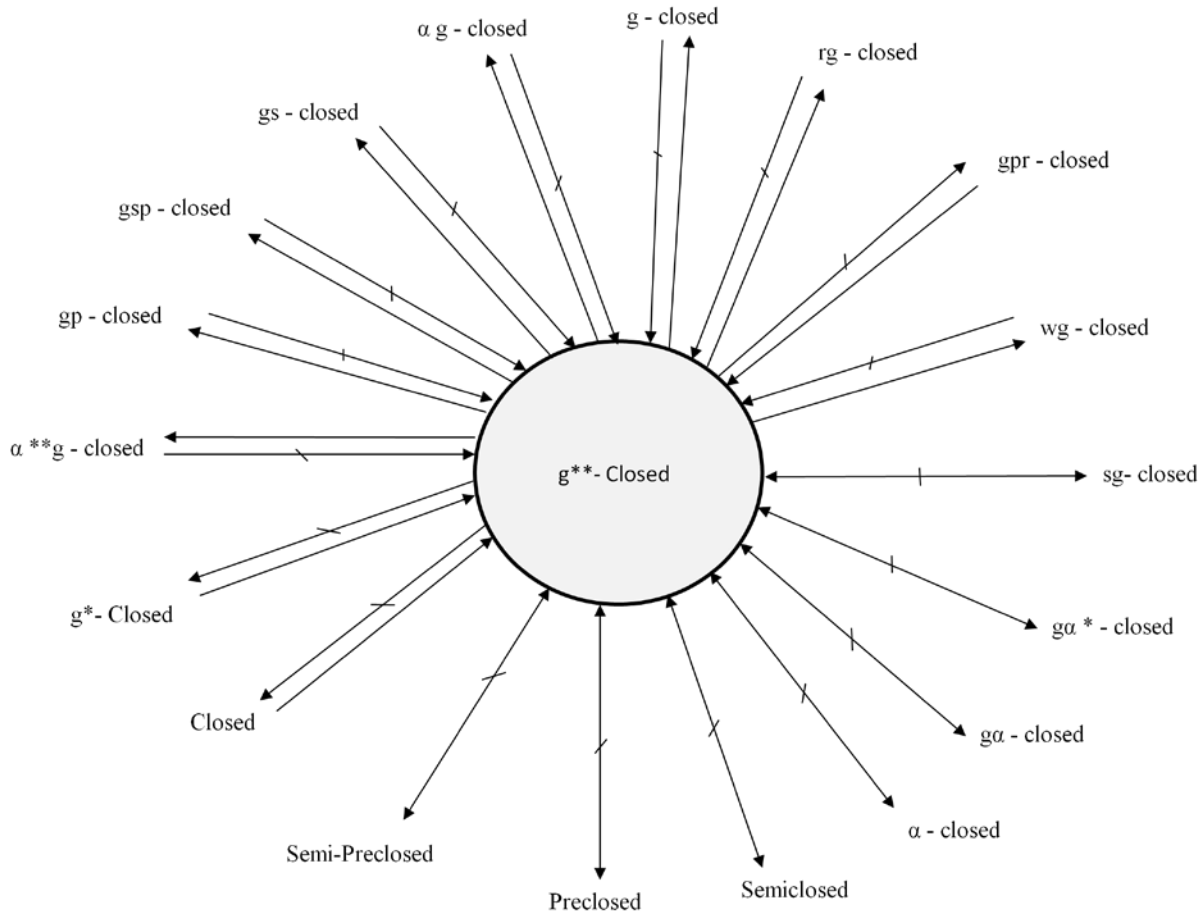 g - closed
α g - closed
rg - closed
gs - closed
gpr - closed
gsp - closed
gp - closed
wg - closed
α **g - closed
g**- Closed
sg- closed
g*- Closed
gα * - closed
Closed
gα - closed
α - closed
Semi-Preclosed
Semiclosed
Preclosed